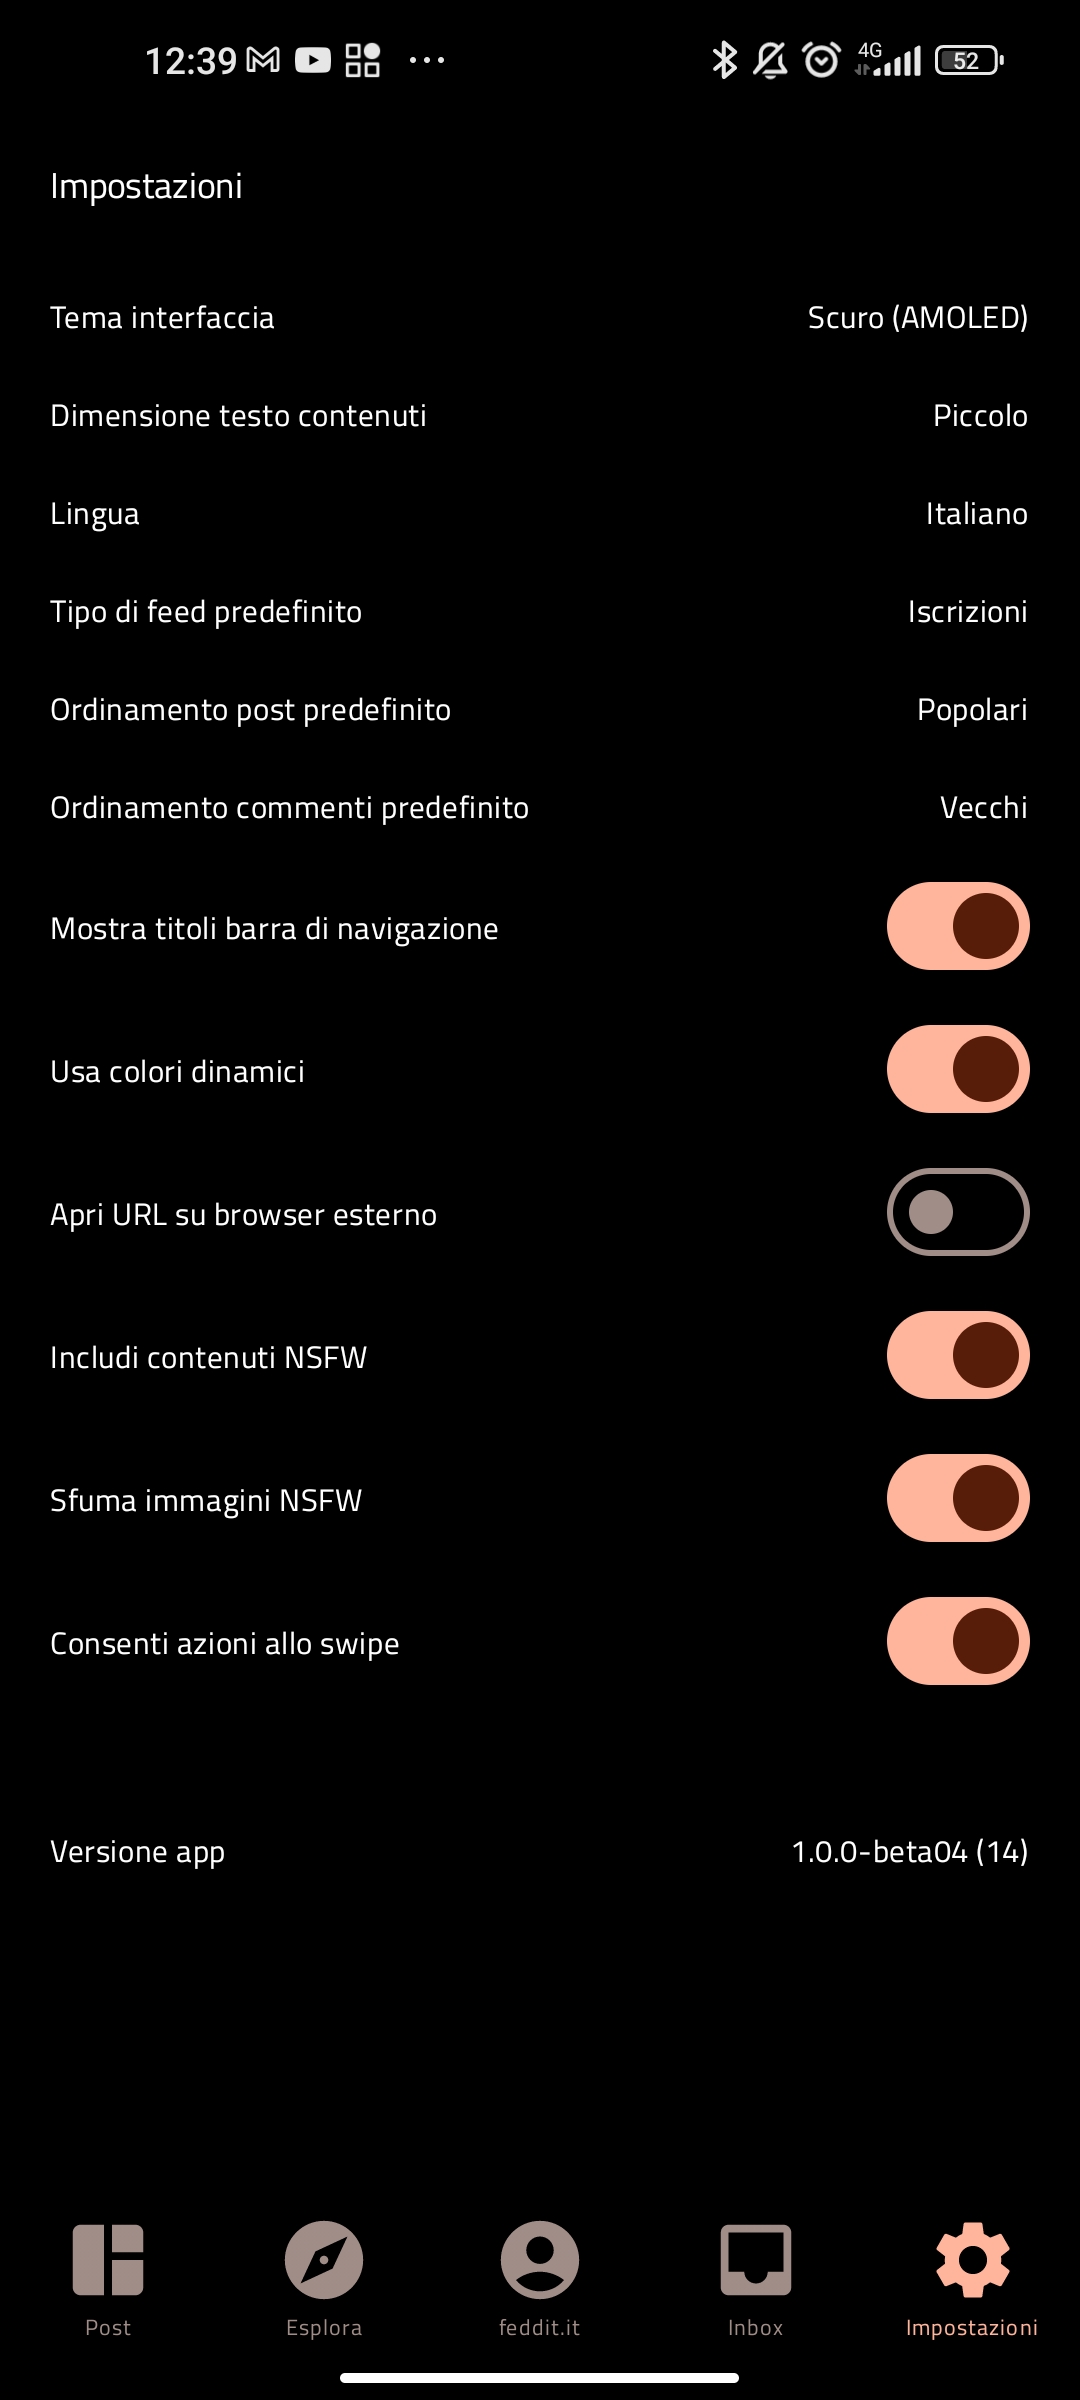 12:39
4G
52
Impostazioni
Tema interfaccia Scuro (AMOLED)
Dimensione testo contenuti Piccolo
Lingua Italiano
Tipo di feed predefinito Iscrizioni
Ordinamento post predefinito Popolari
Ordinamento commenti predefinito Vecchi
Mostra titoli barra di navigazione
Usa colori dinamici
Apri URL su browser esterno
Includi contenuti NSFW
Sfuma immagini NSFW
Consenti azioni allo swipe
Versione app 1.0.0-beta04 (14)
Post Esplora feddit.it Inbox Impostazioni